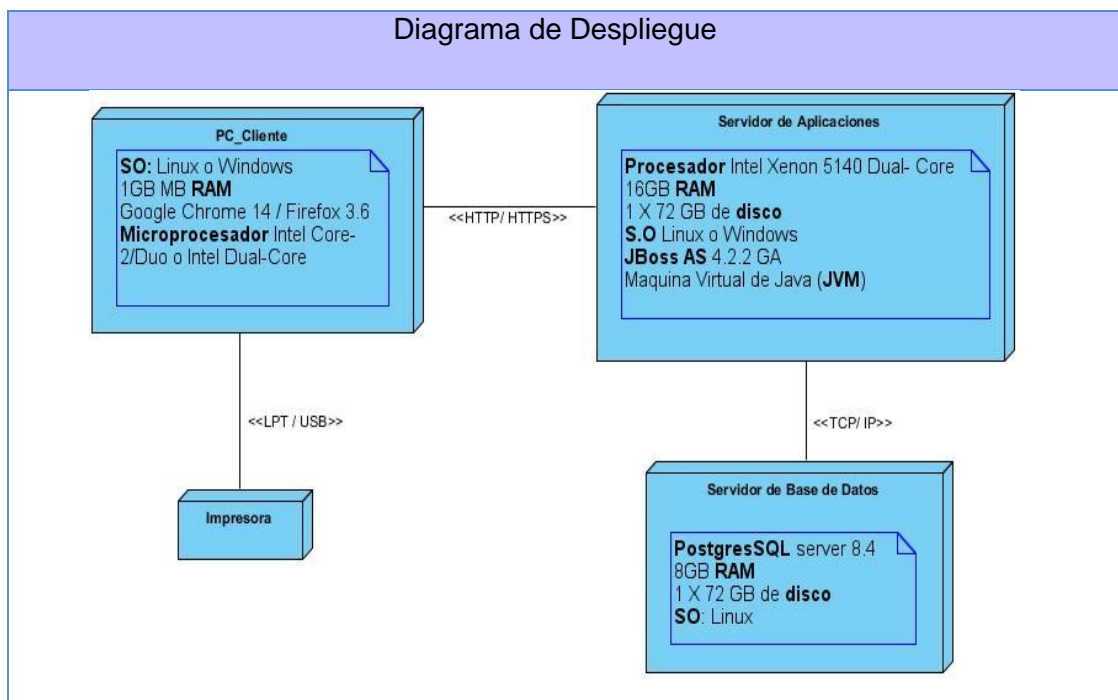 Diagrama de Despliegue
PC_Cliente
SO: Linux o Windows
1GB MB RAM
Google Chrome 14 / Firefox 3.6
Microprocesador Intel Core-
2/Duo o Intel Dual-Core
<<HTTP/ HTTPS>>
Servidor de Aplicaciones
Procesador Intel Xenon 5140 Dual- Core
16GB RAM
1 X 72 GB de disco
S.O Linux o Windows
JBoss AS 4.2.2 GA
Maquina Virtual de Java (JVM)
<<LPT / USB>>
<<TCP/ IP>>
Impresora
Servidor de Base de Datos
PostgresSQL server 8.4
8GB RAM
1 X 72 GB de disco
SO: Linux